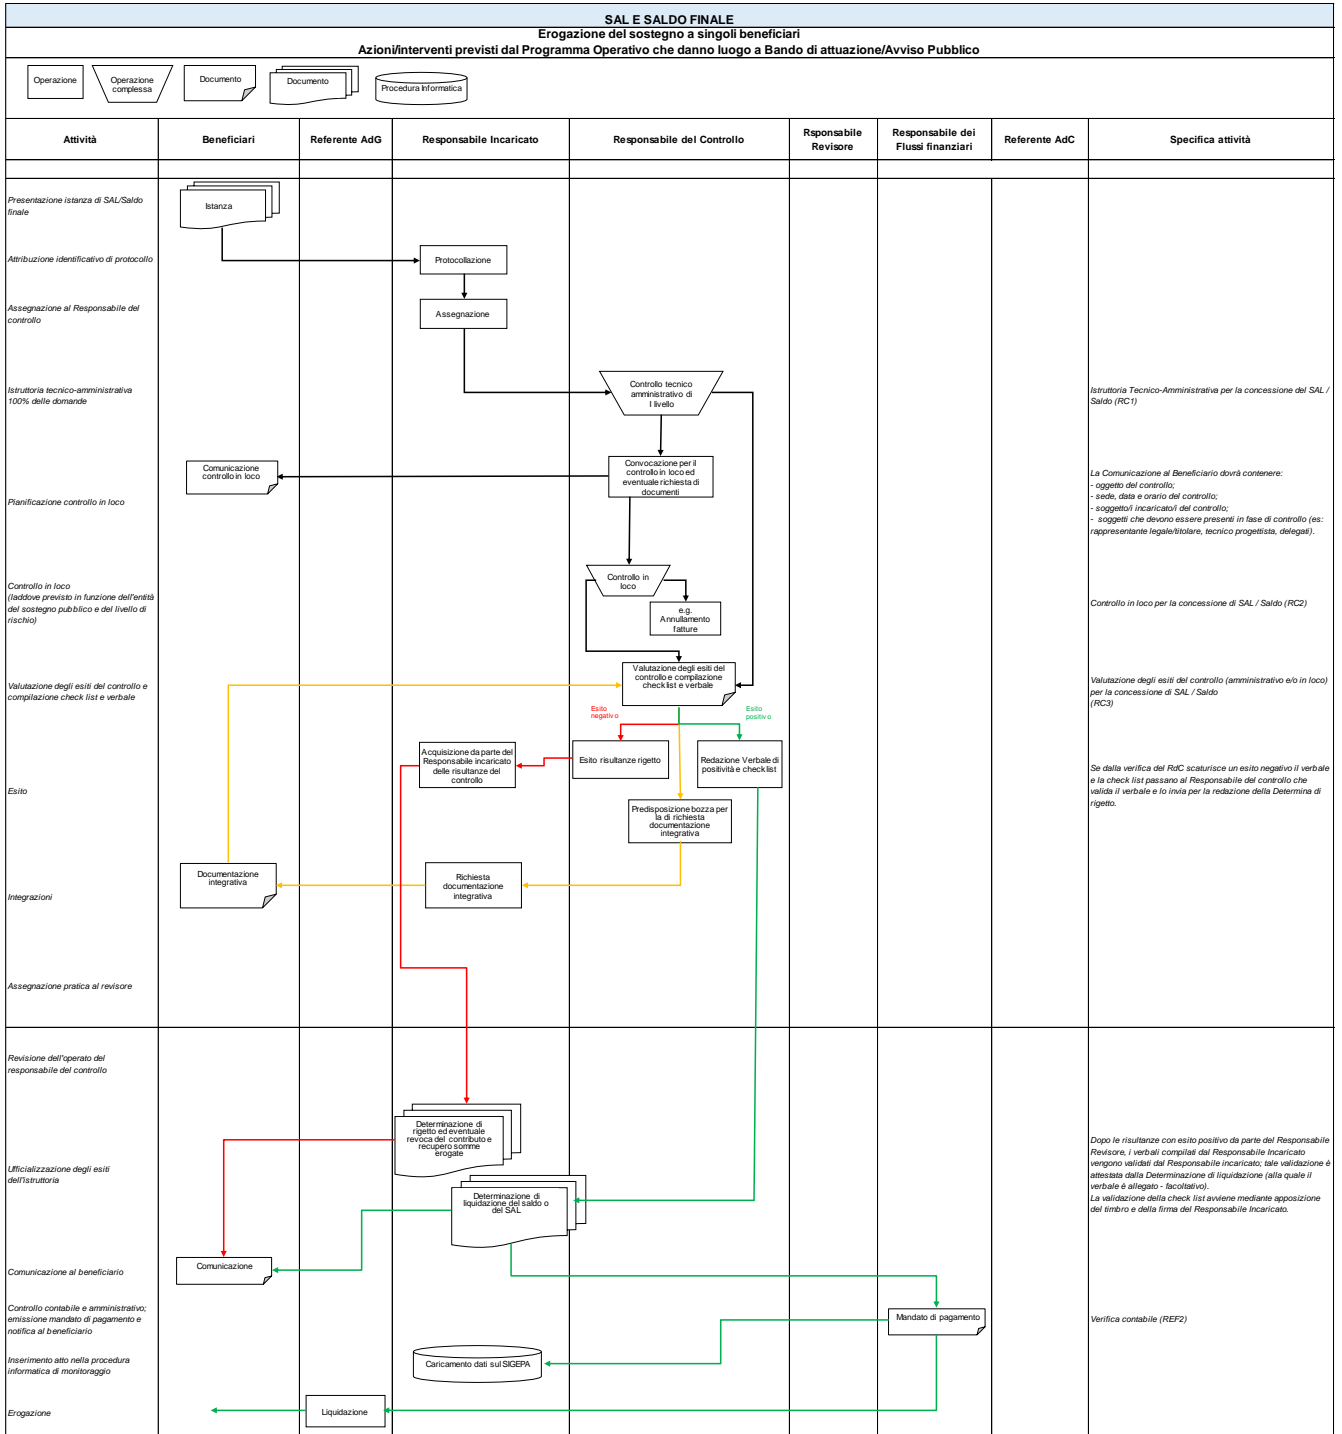 SAL E SALDO FINALE
Erogazione del sostegno a singoli beneficiari
Azioni/interventi previsti dal Programma Operativo che danno luogo a Bando di attuazione/Avviso Pubblico
Operazione
Operazione
complessa
Documento
Documento
Procedura Informatica
Attività
Beneficiari
Referente AdG
Responsabile Incaricato
Responsabile del Controllo
Rsponsabile
Revisore
Responsabile dei
Flussi finanziari
Referente AdC
Specifica attività
Presentazione istanza di SAL/Saldo
finale
Istanza
Attribuzione identificativo di protocollo
Protocollazione
Assegnazione al Responsabile del
controllo
Assegnazione
Istruttoria tecnico-amministrativa
100% delle domande
Controllo tecnico
amministrativo di
I livello
Istruttoria Tecnico-Amministrativa per la concessione del SAL /
Saldo (RC1)
Pianificazione controllo in loco
Comunicazione
controllo in loco
Convocazione per il
controllo in loco ed
eventuale richiesta di
documenti
La Comunicazione al Beneficiario dovrà contenere:
- oggetto del controllo;
- sede, data e orario del controllo;
- soggetto/i incaricato/i del controllo;
- soggetti che devono essere presenti in fase di controllo (es:
rappresentante legale/titolare, tecnico progettista, delegati).
Controllo in loco
(laddove previsto in funzione dell'entità
del sostegno pubblico e del livello di
rischio)
Controllo in
loco
e.g.
Annullamento
fatture
Controllo in loco per la concessione di SAL / Saldo (RC2)
Valutazione degli esiti del controllo e
compilazione check list e verbale
Valutazione degli esiti del
controllo e compilazione
check list e verbale
Valutazione degli esiti del controllo (amministrativo e/o in loco)
per la concessione di SAL / Saldo
(RC3)
Esito
negativo
Esito
positivo
Esito
Acquisizione da parte del
Responsabile incaricato
delle risultanze del
controllo
Esito risultanze rigetto
Redazione Verbale di
positività e check list
Se dalla verifica del RdC scaturisce un esito negativo il verbale
e la check list passano al Responsabile del controllo che
valida il verbale e lo invia per la redazione della Determina di
rigetto.
Predisposizione bozza per
la di richiesta
documentazione
integrativa
Integrazioni
Documentazione
integrativa
Richiesta
documentazione
integrativa
Assegnazione pratica al revisore
Revisione dell'operato del
responsabile del controllo
Ufficializzazione degli esiti
dell'istruttoria
Determinazione di
rigetto ed eventuale
revoca del contributo e
recupero somme
erogate
Determinazione di
liquidazione del saldo o
del SAL
Dopo le risultanze con esito positivo da parte del Responsabile
Revisore, i verbali compilati dal Responsabile Incaricato
vengono validati dal Responsabile incaricato; tale validazione è
attestata dalla Determinazione di liquidazione (alla quale il
verbale è allegato - facoltativo).
La validazione della check list avviene mediante apposizione
del timbro e della firma del Responsabile Incaricato.
Comunicazione al beneficiario
Comunicazione
Controllo contabile e amministrativo;
emissione mandato di pagamento e
notifica al beneficiario
Mandato di pagamento
Verifica contabile (REF2)
Inserimento atto nella procedura
informatica di monitoraggio
Caricamento dati sul SIGEPA
Erogazione
Liquidazione